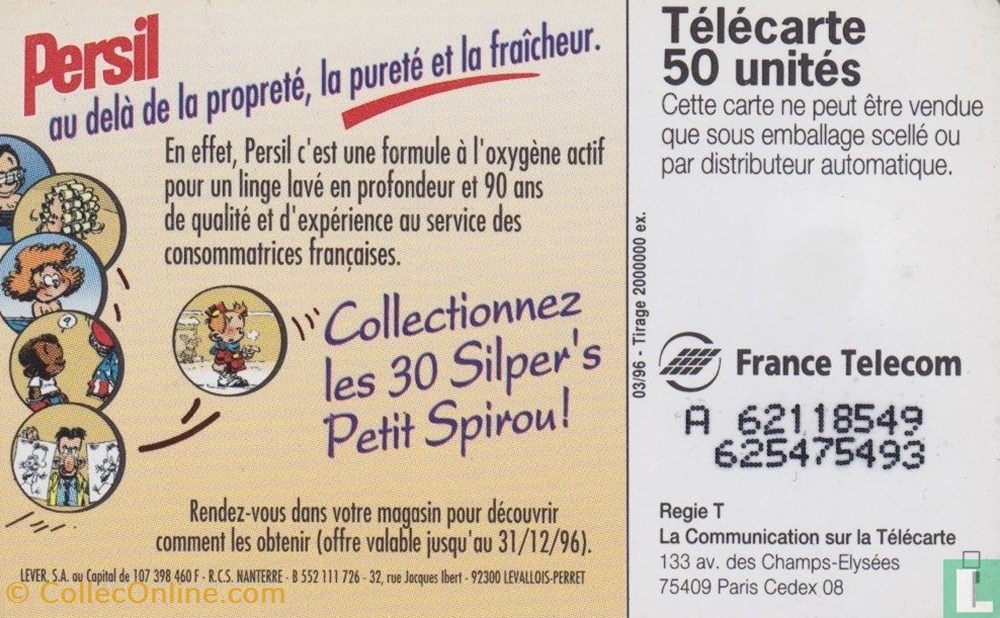 Persil
au delà de la propreté, la pureté et la fraîcheur.
En effet, Persil c'est une formule à l'oxygène actif
pour un linge lavé en profondeur et 90 ans
de qualité et d'expérience au service des
consommatrices françaises.
?
Collectionnez
les 30 Silper's
Petit Spirou!
Rendez-vous dans votre magasin pour découvrir
comment les obtenir (offre valable jusqu'au 31/12/96).
LEVER, S.A. au Capital de 107 398 460 F - R.C.S. NANTERRE - B 552 111 726 - 32, rue Jacques Ibert - 92300 LEVALLOIS-PERRET
© CollecOnline.com
03/96 - Tirage 2000000 ex.
Télécarte
50 unités
Cette carte ne peut être vendue
que sous emballage scellé ou
par distributeur automatique.
France Telecom
A 62118549
625475493
Regie T
La Communication sur la Télécarte
133 av. des Champs-Elysées
75409 Paris Cedex 08
L